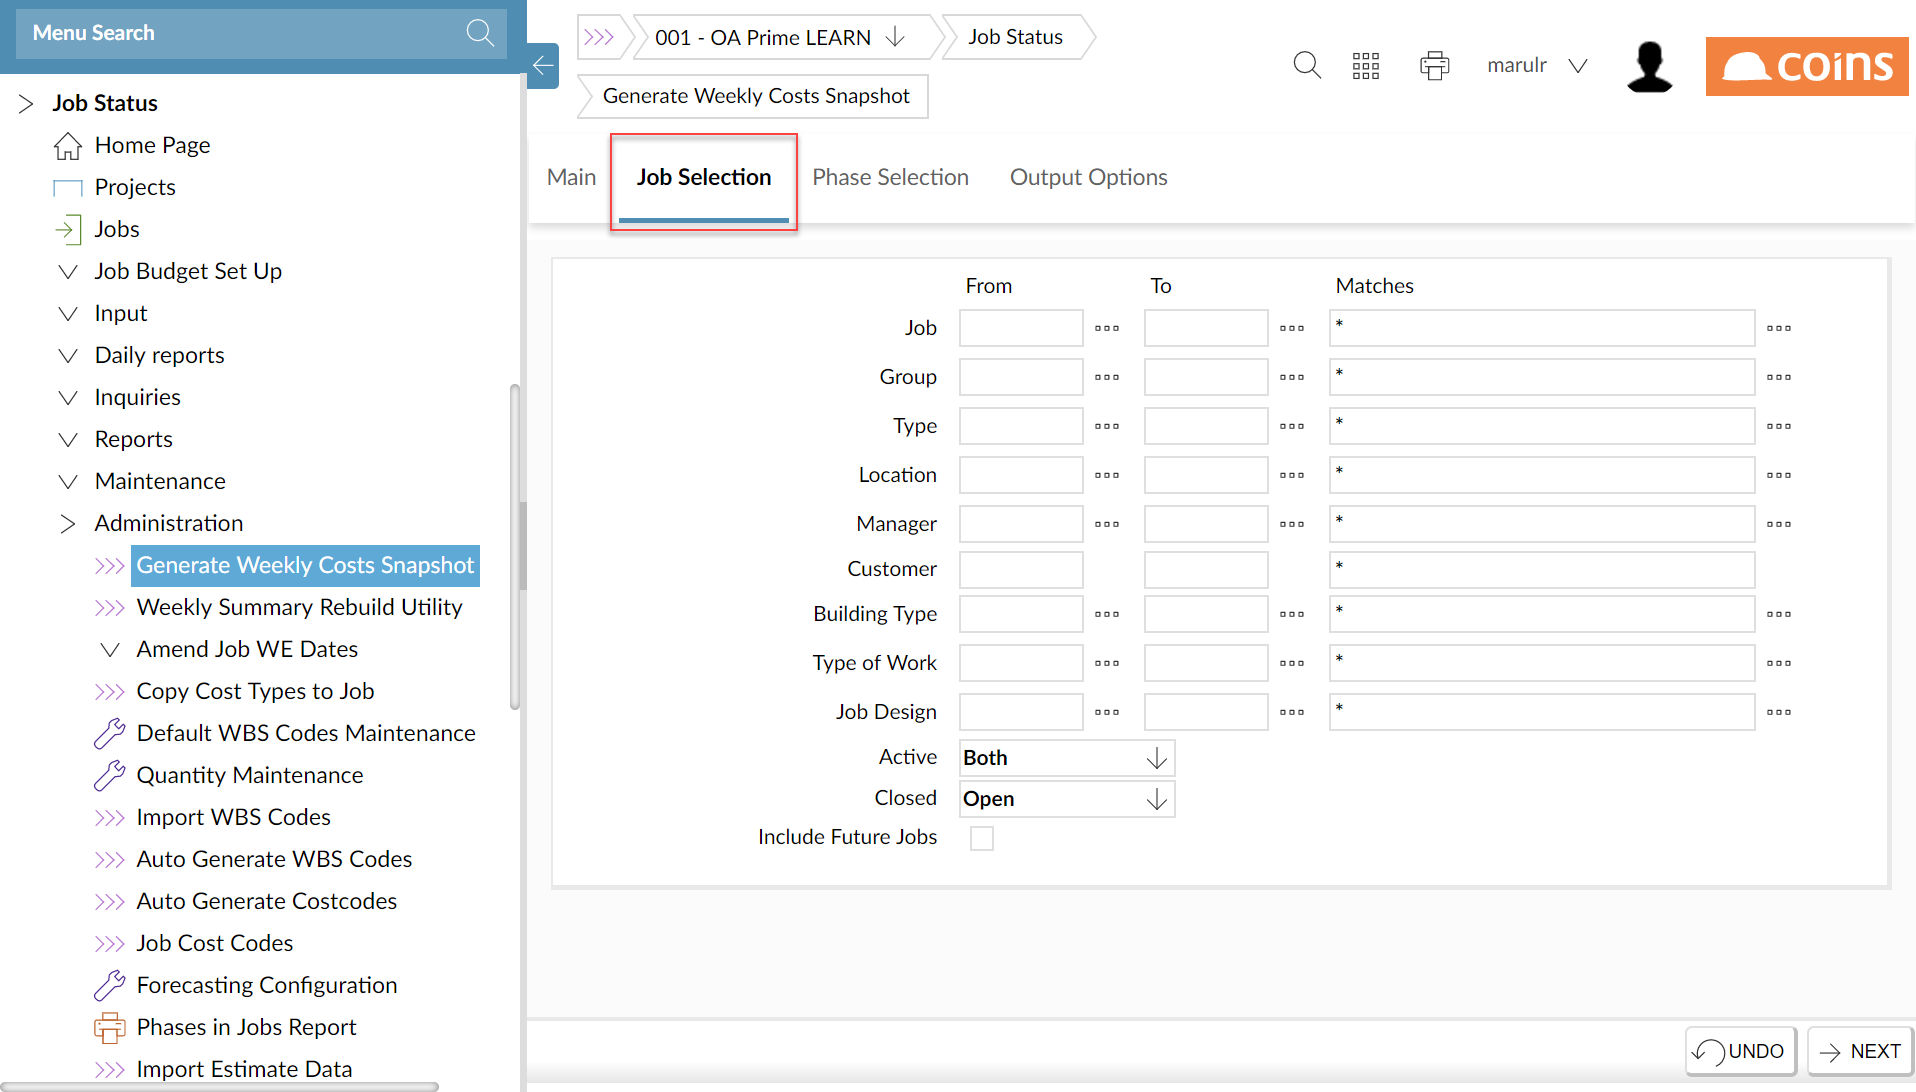 Menu Search
Job Status
Home Page
Projects
Jobs
Job Budget Set Up
Input
Daily reports
Inquiries
Reports
Maintenance
Administration
Generate Weekly Costs Snapshot
Weekly Summary Rebuild Utility
Amend Job WE Dates
Copy Cost Types to Job
Default WBS Codes Maintenance
Quantity Maintenance
Import WBS Codes
Auto Generate WBS Codes
Auto Generate Costcodes
Job Cost Codes
Forecasting Configuration
Phases in Jobs Report
Import Estimate Data
001 - OA Prime LEARN
Job Status
Generate Weekly Costs Snapshot
marulr
coins
Main Job Selection Phase Selection Output Options
From To Matches
Job *
Group *
Type *
Location *
Manager *
Customer *
Building Type *
Type of Work *
Job Design *
Active Both
Closed Open
Include Future Jobs
UNDO NEXT